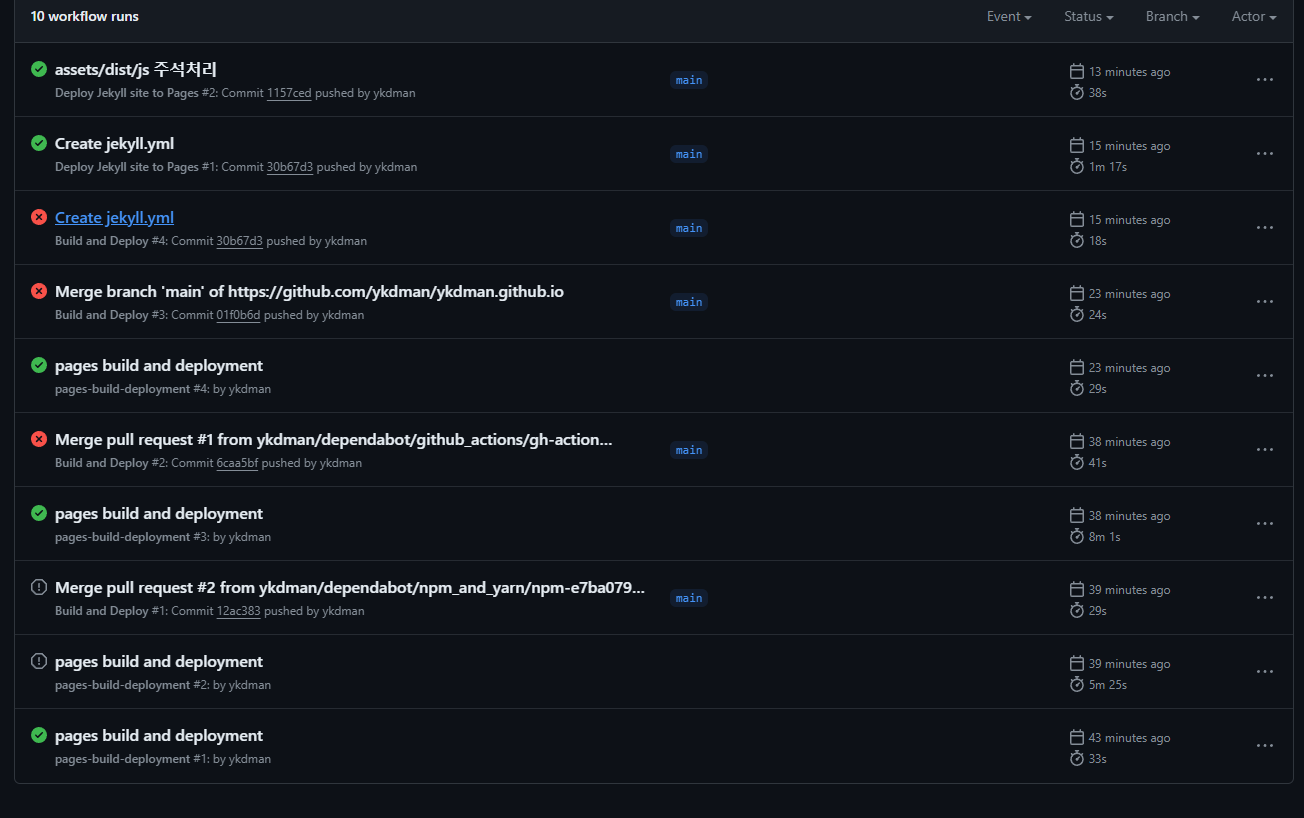 10 workflow runs Event Status Branch Actor
assets/dist/js 주석처리
Deploy Jekyll site to Pages #2: Commit 1157ced pushed by ykdman
main
13 minutes ago
38s
Create jekyll.yml
Deploy Jekyll site to Pages #1: Commit 30b67d3 pushed by ykdman
main
15 minutes ago
1m 17s
Create jekyll.yml
Build and Deploy #4: Commit 30b67d3 pushed by ykdman
main
15 minutes ago
18s
Merge branch 'main' of https://github.com/ykdman/ykdman.github.io
Build and Deploy #3: Commit 01f0b6d pushed by ykdman
main
23 minutes ago
24s
pages build and deployment
pages-build-deployment #4: by ykdman
23 minutes ago
29s
Merge pull request #1 from ykdman/dependabot/github_actions/gh-action...
Build and Deploy #2: Commit 6caa5bf pushed by ykdman
main
38 minutes ago
41s
pages build and deployment
pages-build-deployment #3: by ykdman
38 minutes ago
8m 1s
Merge pull request #2 from ykdman/dependabot/npm_and_yarn/npm-e7ba079...
Build and Deploy #1: Commit 12ac383 pushed by ykdman
main
39 minutes ago
29s
pages build and deployment
pages-build-deployment #2: by ykdman
39 minutes ago
5m 25s
pages build and deployment
pages-build-deployment #1: by ykdman
43 minutes ago
33s